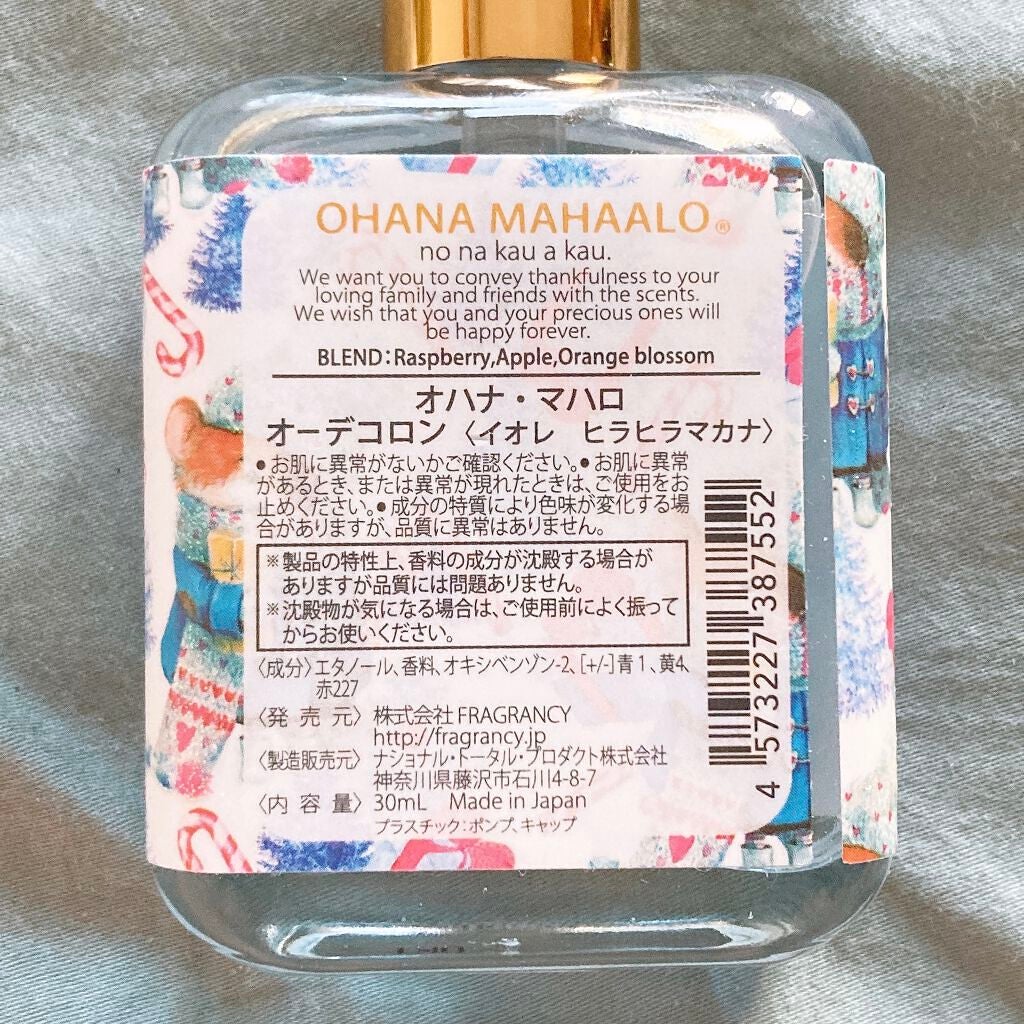 OHANA MAHAALO®
no na kau a kau.
We want you to convey thankfulness to your
loving family and friends with the scents.
We wish that you and your precious ones will
be happy forever.
BLEND:Raspberry,Apple,Orange blossom
オハナ・マハロ
オーデコロン〈イオレ ヒラヒラマカナ〉
●お肌に異常がないかご確認ください。●お肌に異常
があるとき、または異常が現れたときは、ご使用をお
止めください。●成分の特質により色味が変化する場
合がありますが、品質に異常はありません。
※製品の特性上、香料の成分が沈殿する場合が
ありますが品質には問題ありません。
※沈殿物が気になる場合は、ご使用前によく振って
からお使いください。
〈成分〉エタノール、香料、オキシベンゾン-2、[+/-]青1、黄4、
赤227
〈発売元〉株式会社 FRAGRANCY
http://fragrancy.jp
〈製造販売元〉ナショナル・トータル・プロダクト株式会社
神奈川県藤沢市石川4-8-7
〈内容量〉30mL Made in Japan
プラスチック:ポンプ、キャップ
4 573227 387552